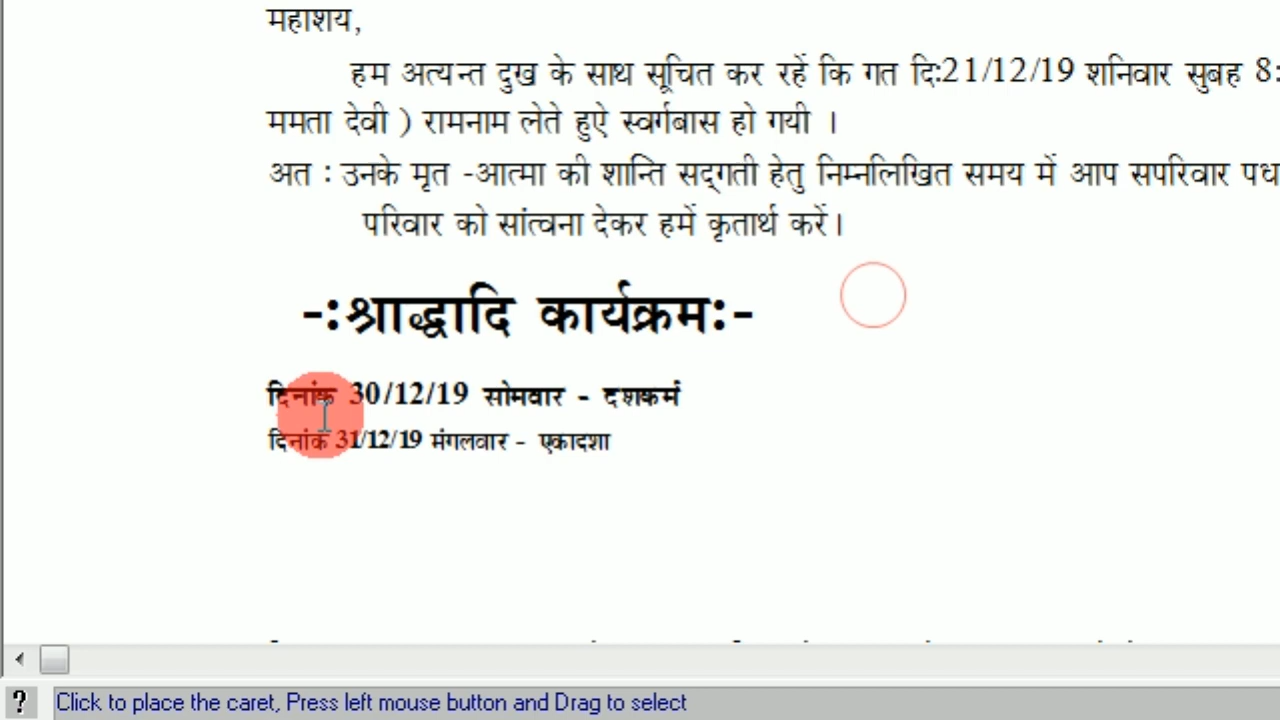 महाशय,
हम अत्यन्त दुख के साथ सूचित कर रहें कि गत दि:21/12/19 शनिवार सुबह 8:
ममता देवी ) रामनाम लेते हुऐ स्वर्गबास हो गयी ।
अत : उनके मृत -आत्मा की शान्ति सद्गती हेतु निम्नलिखित समय में आप सपरिवार पध
परिवार को सांत्वना देकर हमें कृतार्थ करें।
-:श्राद्धादि कार्यक्रम:-
दिनांक 30/12/19 सोमवार - दशकर्म
दिनांक 31/12/19 मंगलवार - एकादशा
? Click to place the caret, Press left mouse button and Drag to select